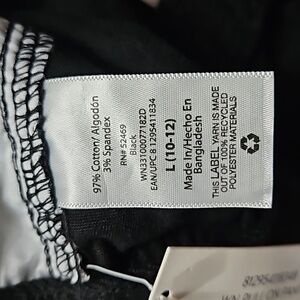 97% Cotton/ Algodón
3% Spandex
RN# 52469
Black
WN33100077182D
EAN/UPC 8 1295411834
L (10-12)
Made In/Hecho En
Bangladesh
THIS LABEL YARN IS MADE
OUT OF 100% RECYCLED
POLYESTER MATERIALS